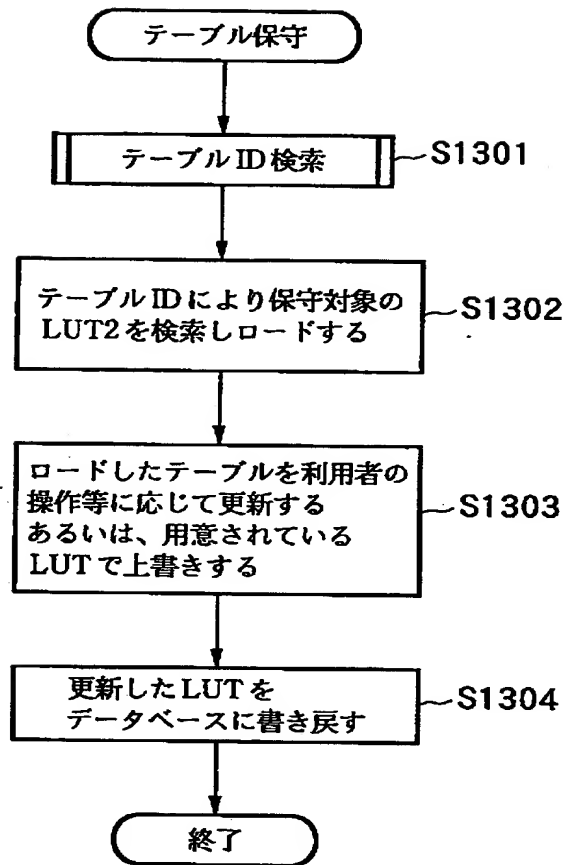 テーブル保守
テーブルID検索
S1301
テーブルIDにより保守対象の
LUT2を検索しロードする
S1302
ロードしたテーブルを利用者の
操作等に応じて更新する
あるいは、用意されている
LUTで上書きする
S1303
更新したLUTを
データベースに書き戻す
S1304
終了